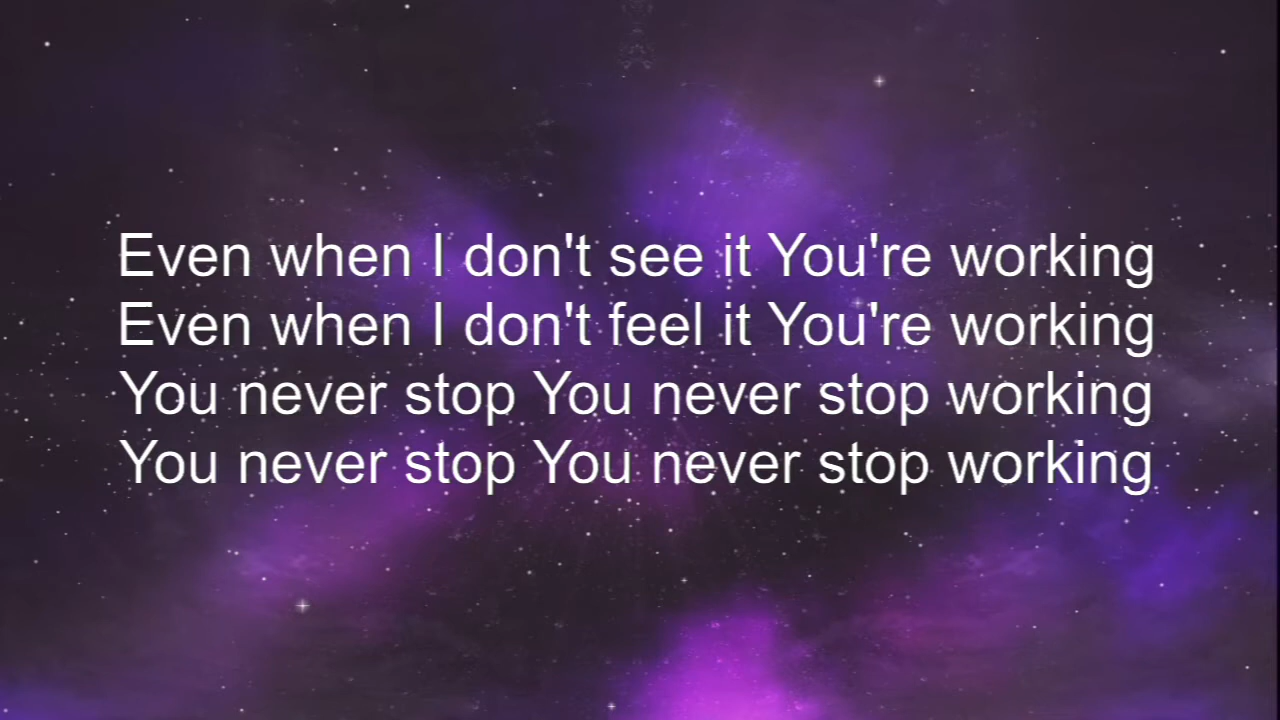 Even when I don't see it You're working
Even when I don't feel it You're working
You never stop You never stop working
You never stop You never stop working